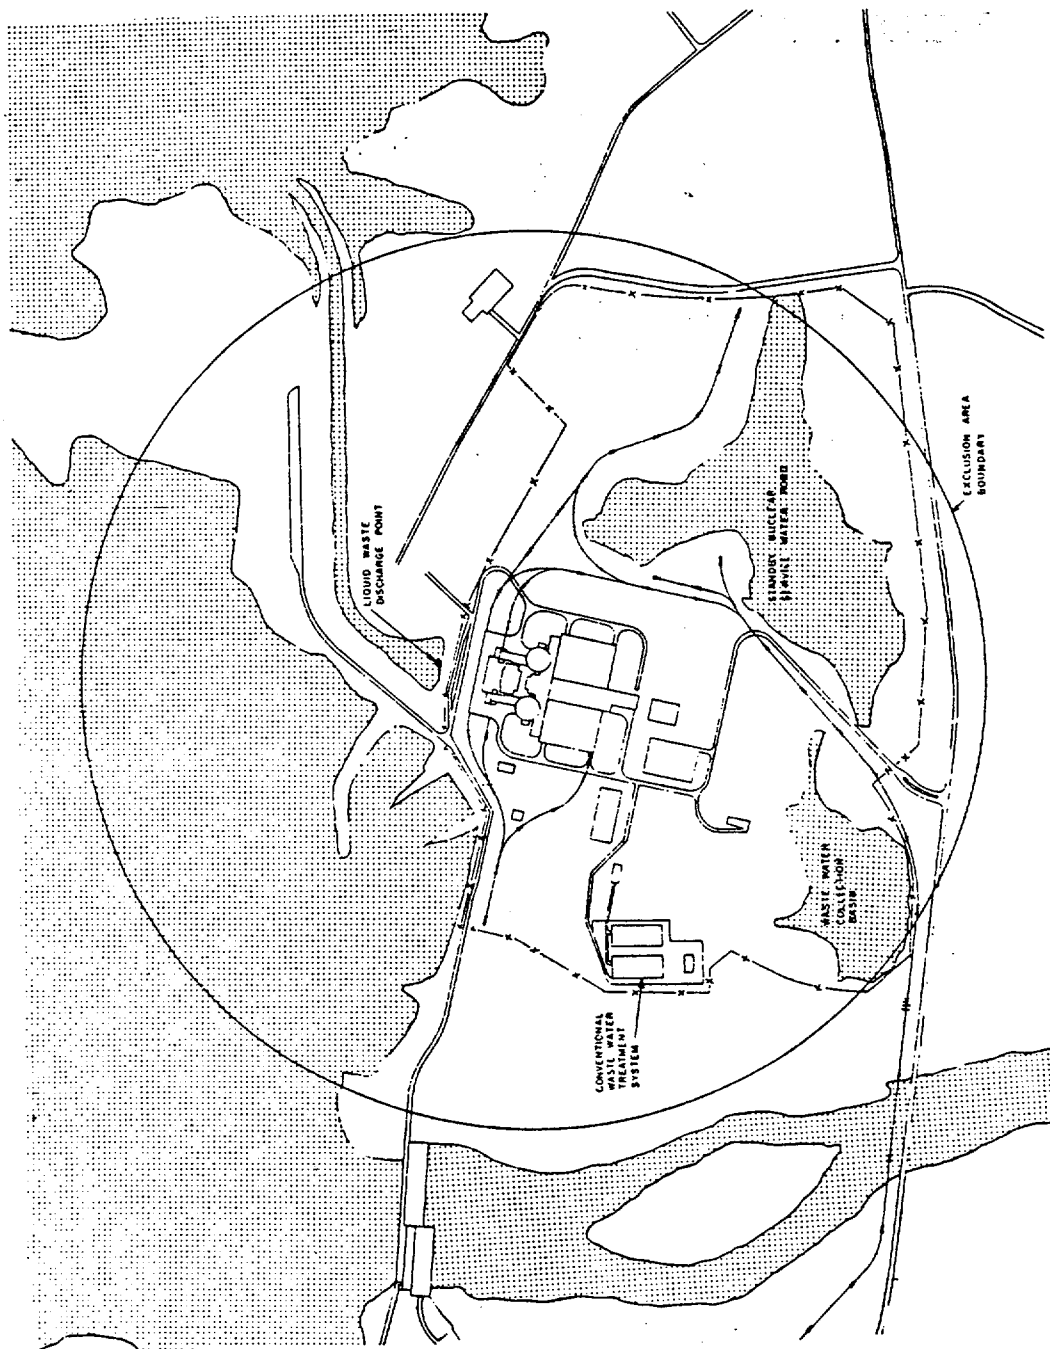 LIQUID WASTE
DISCHARGE POINT
STANDBY NUCLEAR
SERVICE WATER POND
EXCLUSION AREA
BOUNDARY
WASTE WATER
COLLECTION
BASIN
CONVENTIONAL
WASTE WATER
TREATMENT
SYSTEM